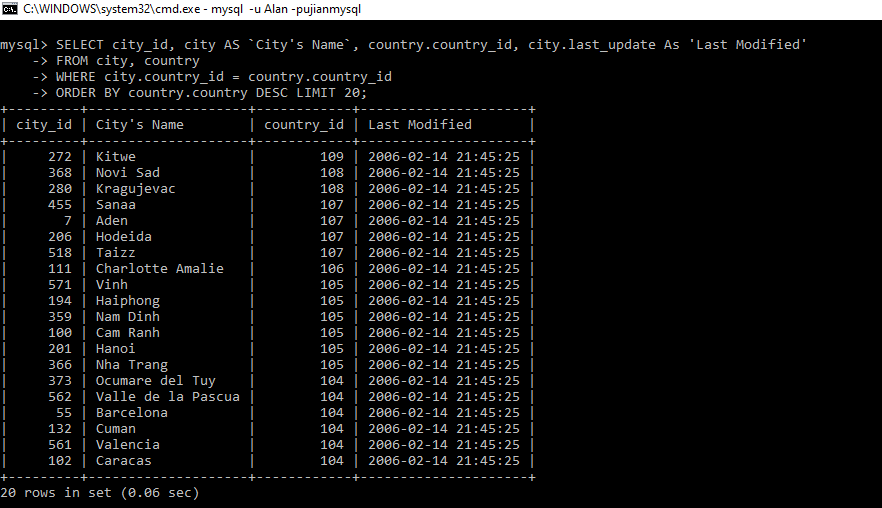 C:\WINDOWS\system32\cmd.exe - mysql -u Alan -pujianmysql
mysql> SELECT city_id, city AS `City's Name`, country.country_id, city.last_update As 'Last Modified'
    -> FROM city, country
    -> WHERE city.country_id = country.country_id
    -> ORDER BY country.country DESC LIMIT 20;
+---------+--------------------+------------+---------------------+
| city_id | City's Name        | country_id | Last Modified       |
+---------+--------------------+------------+---------------------+
|     272 | Kitwe              |        109 | 2006-02-14 21:45:25 |
|     368 | Novi Sad           |        108 | 2006-02-14 21:45:25 |
|     280 | Kragujevac         |        108 | 2006-02-14 21:45:25 |
|     455 | Sanaa              |        107 | 2006-02-14 21:45:25 |
|       7 | Aden               |        107 | 2006-02-14 21:45:25 |
|     206 | Hodeida            |        107 | 2006-02-14 21:45:25 |
|     518 | Taizz              |        107 | 2006-02-14 21:45:25 |
|     111 | Charlotte Amalie   |        106 | 2006-02-14 21:45:25 |
|     571 | Vinh               |        105 | 2006-02-14 21:45:25 |
|     194 | Haiphong           |        105 | 2006-02-14 21:45:25 |
|     359 | Nam Dinh           |        105 | 2006-02-14 21:45:25 |
|     100 | Cam Ranh           |        105 | 2006-02-14 21:45:25 |
|     201 | Hanoi              |        105 | 2006-02-14 21:45:25 |
|     366 | Nha Trang          |        105 | 2006-02-14 21:45:25 |
|     373 | Ocumare del Tuy    |        104 | 2006-02-14 21:45:25 |
|     562 | Valle de la Pascua |        104 | 2006-02-14 21:45:25 |
|      55 | Barcelona          |        104 | 2006-02-14 21:45:25 |
|     132 | Cuman              |        104 | 2006-02-14 21:45:25 |
|     561 | Valencia           |        104 | 2006-02-14 21:45:25 |
|     102 | Caracas            |        104 | 2006-02-14 21:45:25 |
+---------+--------------------+------------+---------------------+
20 rows in set (0.06 sec)